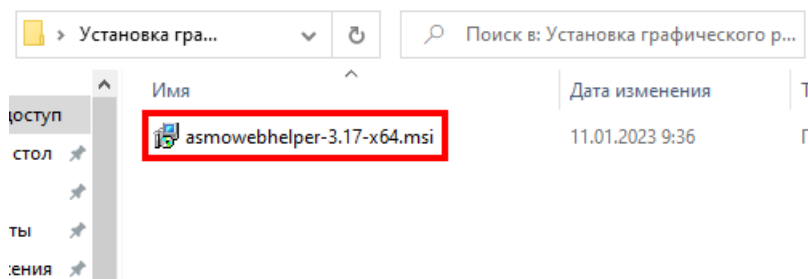 Установка гра...
Поиск в: Установка графического р...
Имя
Дата изменения
доступ
asmowebhelper-3.17-x64.msi
11.01.2023 9:36
стол